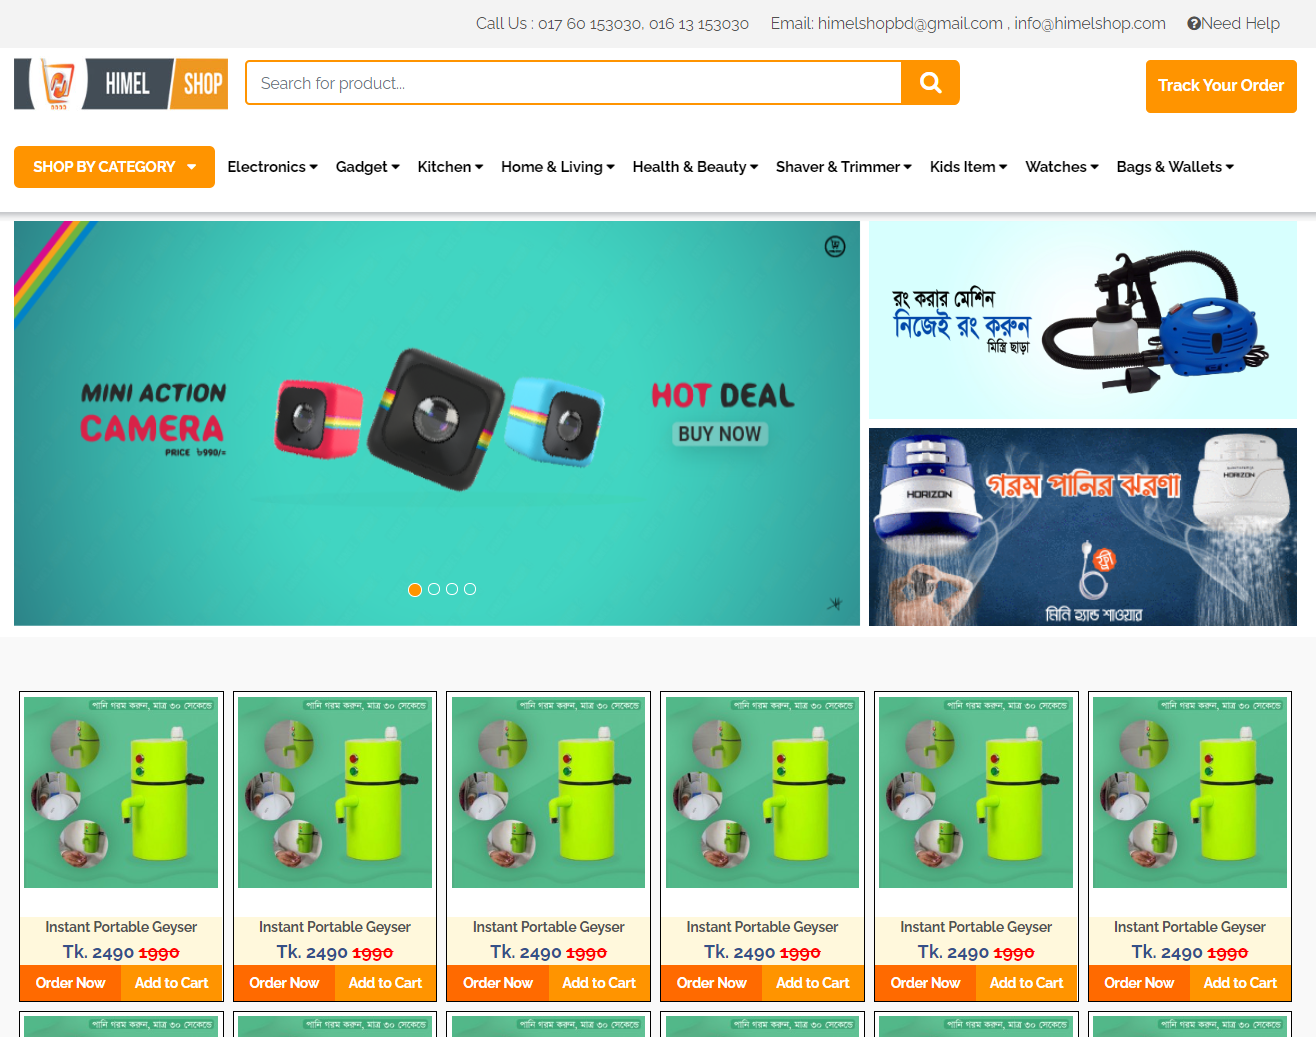 Call Us : 017 60 153030, 016 13 153030 Email: himelshopbd@gmail.com , info@himelshop.com Need Help
HIMEL SHOP
Search for product...
Track Your Order
SHOP BY CATEGORY Electronics Gadget Kitchen Home & Living Health & Beauty Shaver & Trimmer Kids Item Watches Bags & Wallets
MINI ACTION
CAMERA
PRICE ৳990/=
HOT DEAL
BUY NOW
রং করার মেশিন
নিজেই রং করুন
মিস্ত্রি ছাড়া
HORIZON
গরম পানির ঝরণা
HORIZON
ফ্রী
মিনি হ্যান্ড শাওয়ার
পানি গরম করুন, মাত্র ৩০ সেকেন্ডে পানি গরম করুন, মাত্র ৩০ সেকেন্ডে পানি গরম করুন, মাত্র ৩০ সেকেন্ডে পানি গরম করুন, মাত্র ৩০ সেকেন্ডে পানি গরম করুন, মাত্র ৩০ সেকেন্ডে পানি গরম করুন, মাত্র ৩০ সেকেন্ডে
Instant Portable Geyser Instant Portable Geyser Instant Portable Geyser Instant Portable Geyser Instant Portable Geyser Instant Portable Geyser
Tk. 2490 1990 Tk. 2490 1990 Tk. 2490 1990 Tk. 2490 1990 Tk. 2490 1990 Tk. 2490 1990
Order Now Add to Cart Order Now Add to Cart Order Now Add to Cart Order Now Add to Cart Order Now Add to Cart Order Now Add to Cart
পানি গরম করুন, মাত্র ৩০ সেকেন্ডে পানি গরম করুন, মাত্র ৩০ সেকেন্ডে পানি গরম করুন, মাত্র ৩০ সেকেন্ডে পানি গরম করুন, মাত্র ৩০ সেকেন্ডে পানি গরম করুন, মাত্র ৩০ সেকেন্ডে পানি গরম করুন, মাত্র ৩০ সেকেন্ডে